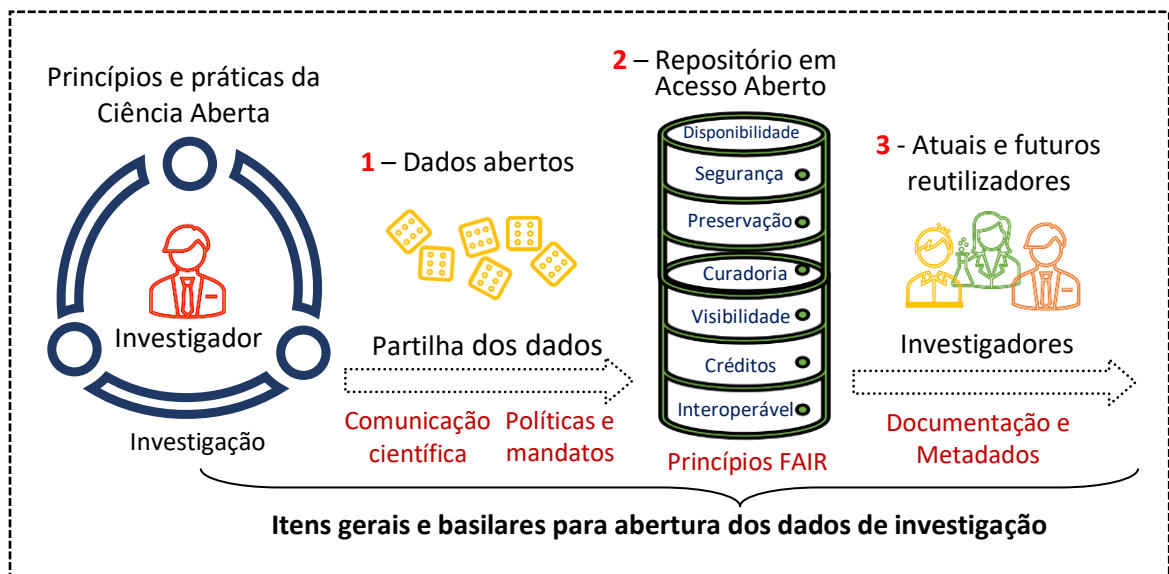 Princípios e práticas da
Ciência Aberta
Investigador
Investigação
1 – Dados abertos
Partilha dos dados
Comunicação
científica
Políticas e
mandatos
2 – Repositório em
Acesso Aberto
Disponibilidade
Segurança
Preservação
Curadoria
Visibilidade
Créditos
Interoperável
Princípios FAIR
3 - Atuais e futuros
reutilizadores
Investigadores
Documentação e
Metadados
Itens gerais e basilares para abertura dos dados de investigação